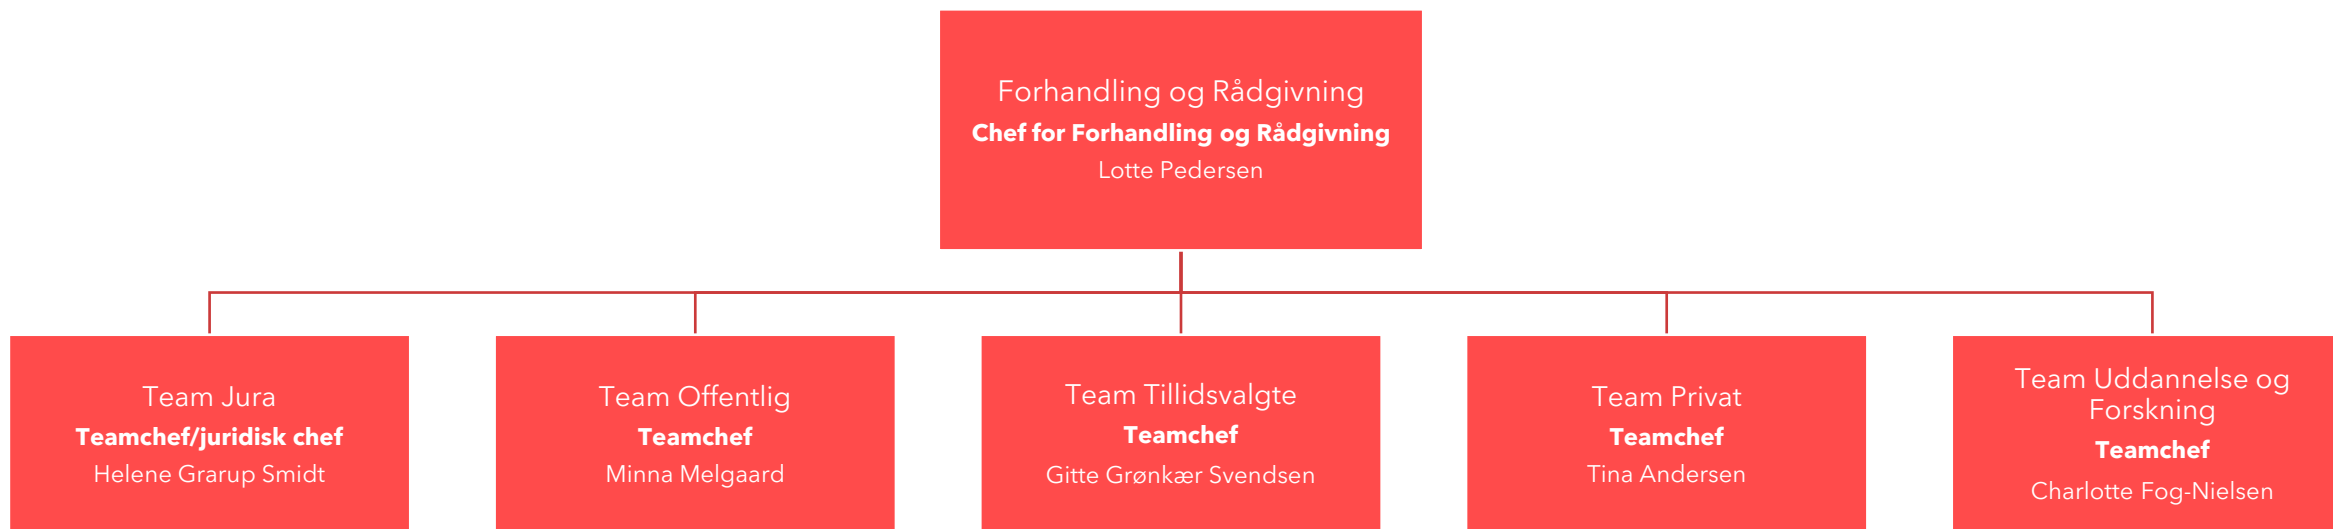 Forhandling og Rådgivning
Chef for Forhandling og Rådgivning
Lotte Pedersen
Team Jura
Teamchef/juridisk chef
Helene Grarup Smidt
Team Offentlig
Teamchef
Minna Melgaard
Team Tillidsvalgte
Teamchef
Gitte Grønkær Svendsen
Team Privat
Teamchef
Tina Andersen
Team Uddannelse og
Forskning
Teamchef
Charlotte Fog-Nielsen